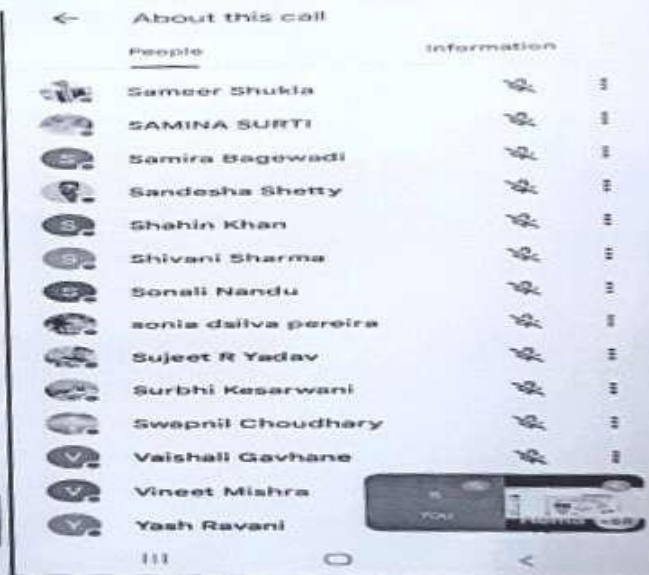 About this call
People Information
Sameer Shukla
SAMINA SURTI
S Samira Bagewadi
Sandesha Shetty
S Shahin Khan
S Shivani Sharma
S Sonali Nandu
sonia dsilva pereira
Sujeet R Yadav
Surbhi Kesarwani
Swapnil Choudhary
V Vaishali Gavhane
V Vineet Mishra
YOU
Y Yash Ravani